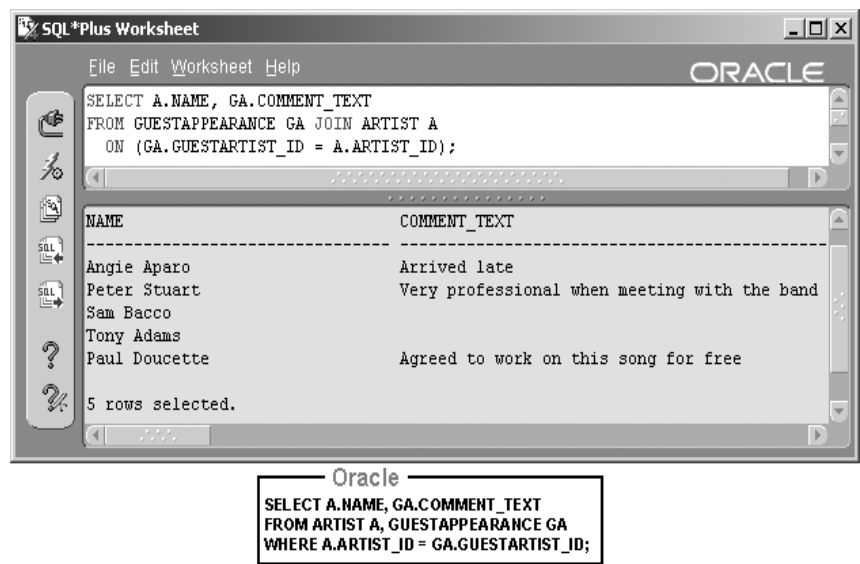 SQL*Plus Worksheet
File Edit Worksheet Help
ORACLE
SELECT A.NAME, GA.COMMENT_TEXT
FROM GUESTAPPEARANCE GA JOIN ARTIST A
ON (GA.GUESTARTIST_ID = A.ARTIST_ID);
NAME COMMENT_TEXT
------------------------------ ------------------------------------------
Angie Aparo Arrived late
Peter Stuart Very professional when meeting with the band
Sam Bacco
Tony Adams
Paul Doucette Agreed to work on this song for free
5 rows selected.
Oracle
SELECT A.NAME, GA.COMMENT_TEXT
FROM ARTIST A, GUESTAPPEARANCE GA
WHERE A.ARTIST_ID = GA.GUESTARTIST_ID;